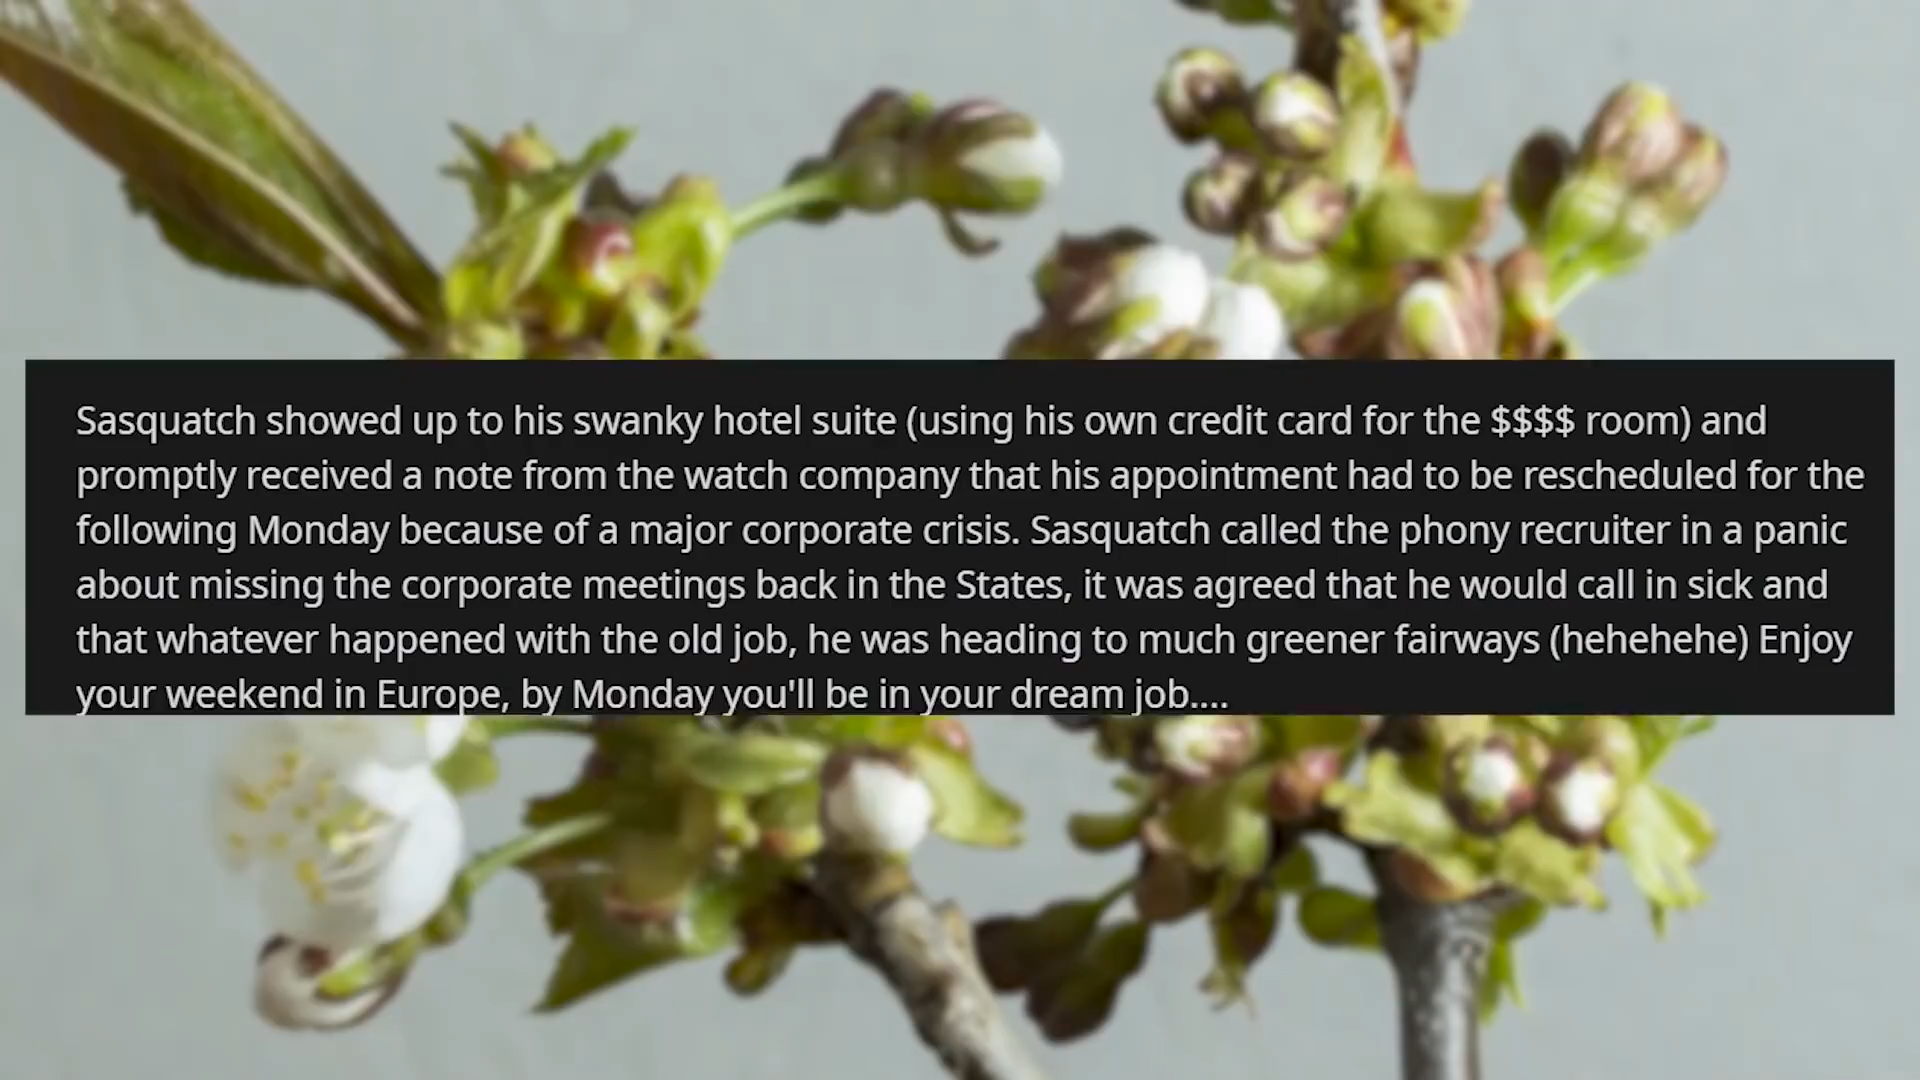 Sasquatch showed up to his swanky hotel suite (using his own credit card for the $$$$ room) and
promptly received a note from the watch company that his appointment had to be rescheduled for the
following Monday because of a major corporate crisis. Sasquatch called the phony recruiter in a panic
about missing the corporate meetings back in the States, it was agreed that he would call in sick and
that whatever happened with the old job, he was heading to much greener fairways (hehehehe) Enjoy
your weekend in Europe, by Monday you'll be in your dream job....